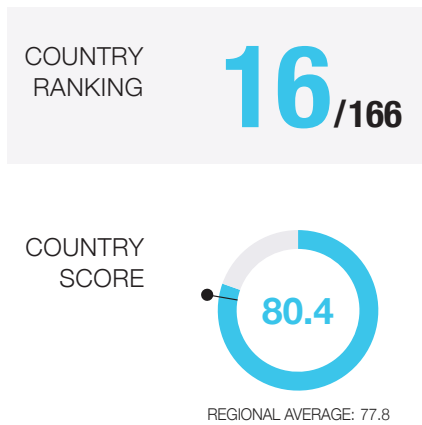 COUNTRY
RANKING
16/166
COUNTRY
SCORE
80.4
REGIONAL AVERAGE: 77.8